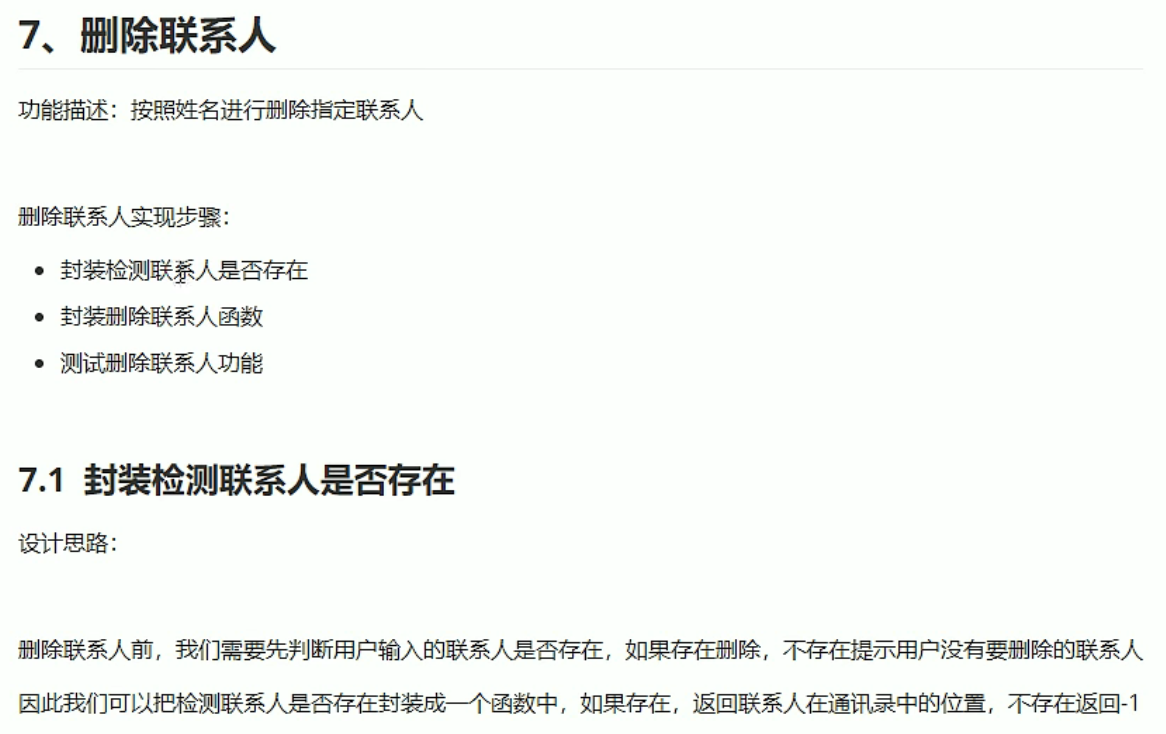 7、删除联系人
功能描述：按照姓名进行删除指定联系人
删除联系人实现步骤：
封装检测联系人是否存在
封装删除联系人函数
测试删除联系人功能
7.1 封装检测联系人是否存在
设计思路：
删除联系人前，我们需要先判断用户输入的联系人是否存在，如果存在删除，不存在提示用户没有要删除的联系人
因此我们可以把检测联系人是否存在封装成一个函数中，如果存在，返回联系人在通讯录中的位置，不存在返回-1